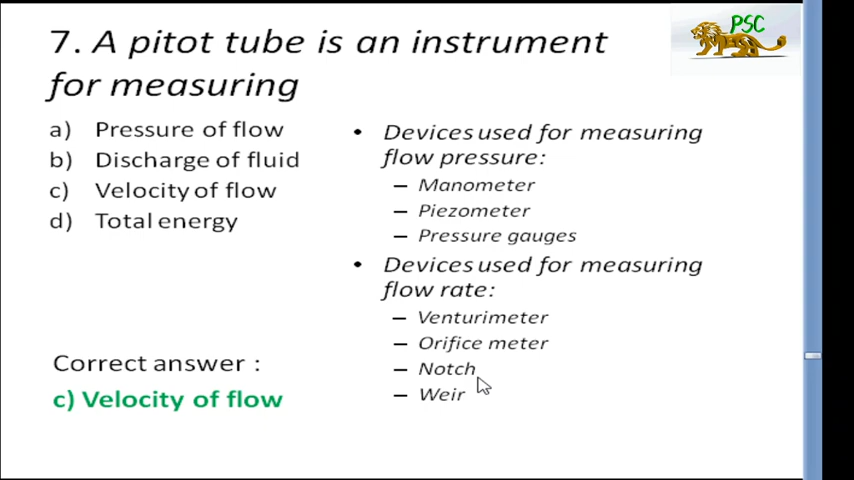 PSC
7. A pitot tube is an instrument
for measuring
a) Pressure of flow
b) Discharge of fluid
c) Velocity of flow
d) Total energy
Correct answer :
c) Velocity of flow
• Devices used for measuring
flow pressure:
– Manometer
– Piezometer
– Pressure gauges
• Devices used for measuring
flow rate:
– Venturimeter
– Orifice meter
– Notch
– Weir